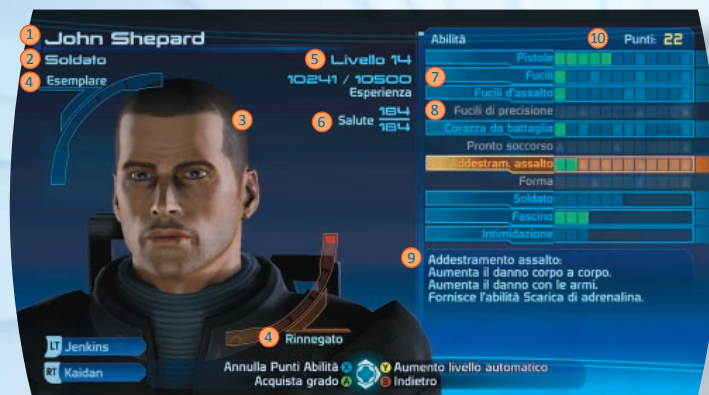 1 John Shepard
2 Soldato
4 Esemplare
5 Livello 14
10241 / 10500
Esperienza
3
6 Salute 184
184
4 Rinnegato
LT Jenkins
RT Kaidan
Abilità
10 Punti: 22
Pistole
7 Fucili
Fucili d'assalto
8 Fucili di precisione
Corazza da battaglia
Pronto soccorso
Addestram. assalto
Forma
Soldato
Fascino
Intimidazione
9 Addestramento assalto:
Aumenta il danno corpo a corpo.
Aumenta il danno con le armi.
Fornisce l'abilità Scarica di adrenalina.
Annulla Punti Abilità X Y Aumento livello automatico
Acquista grado A B Indietro